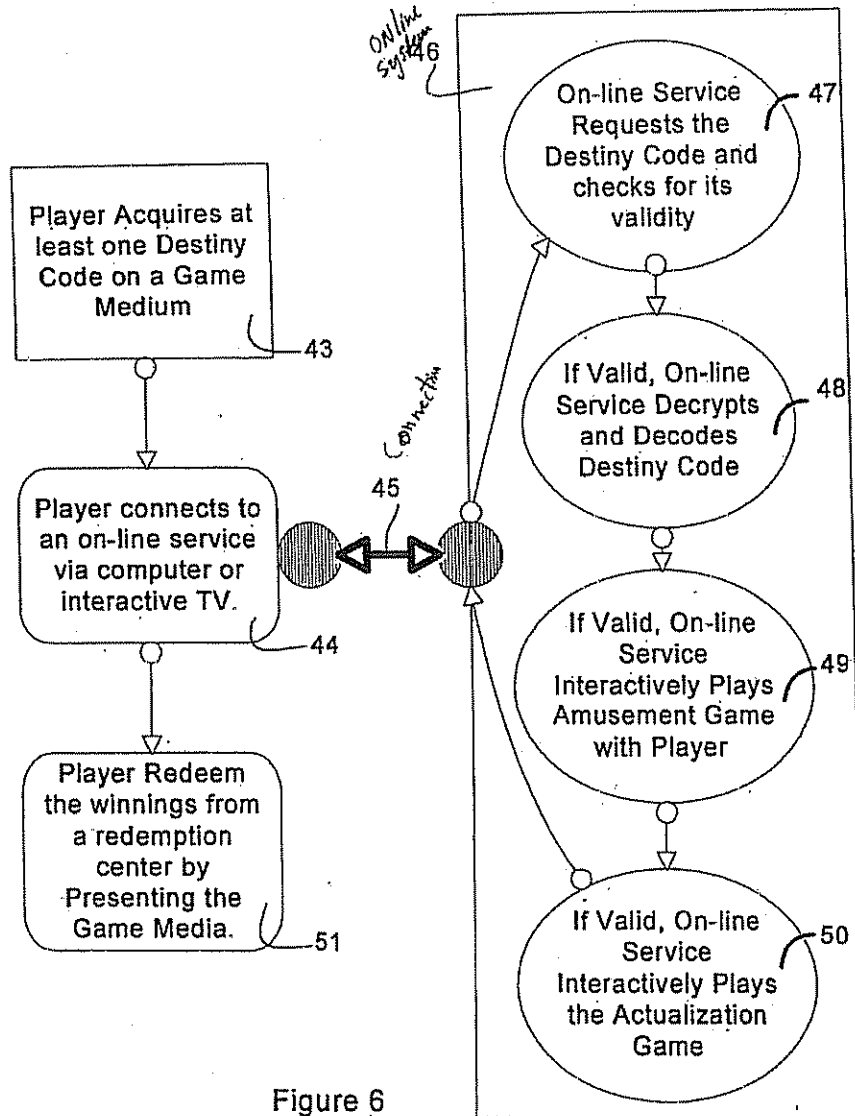 Online
System
46
On-line Service
Requests the
Destiny Code and
checks for its
validity
47
Player Acquires at
least one Destiny
Code on a Game
Medium
43
If Valid, On-line
Service Decrypts
and Decodes
Destiny Code
48
Connection
45
Player connects to
an on-line service
via computer or
interactive TV.
44
If Valid, On-line
Service
Interactively Plays
Amusement Game
with Player
49
Player Redeem
the winnings from
a redemption
center by
Presenting the
Game Media.
51
If Valid, On-line
Service
Interactively Plays
the Actualization
Game
50
Figure 6